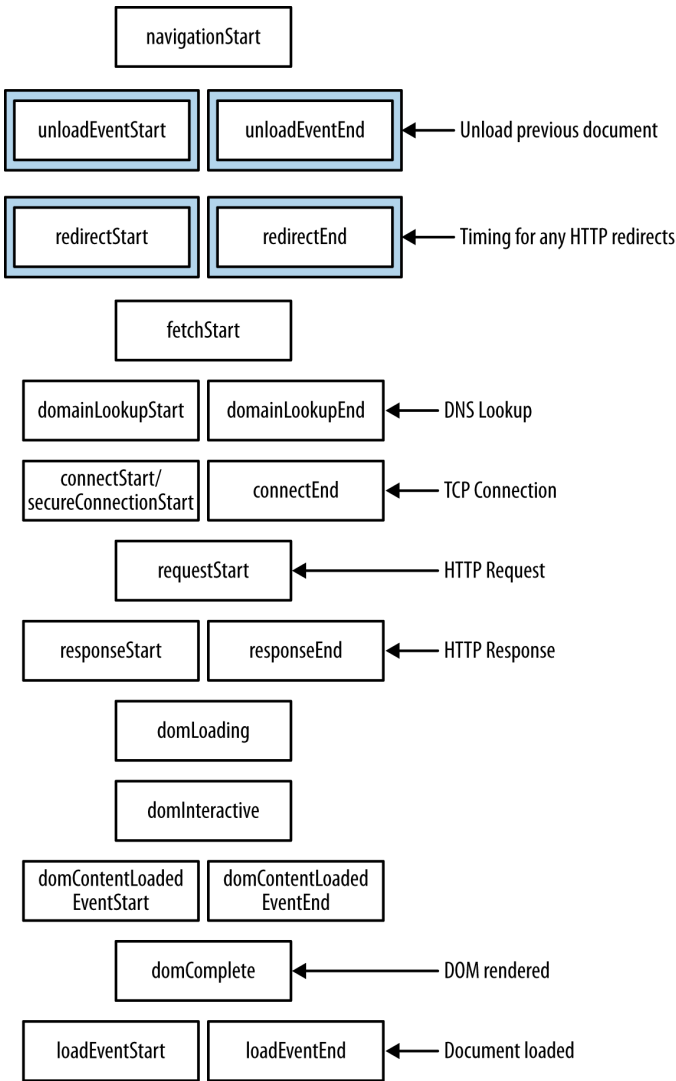 navigationStart
unloadEventStart unloadEventEnd Unload previous document
redirectStart redirectEnd Timing for any HTTP redirects
fetchStart
domainLookupStart domainLookupEnd DNS Lookup
connectStart/
secureConnectionStart connectEnd TCP Connection
requestStart HTTP Request
responseStart responseEnd HTTP Response
domLoading
domInteractive
domContentLoaded domContentLoaded
EventStart EventEnd
domComplete DOM rendered
loadEventStart loadEventEnd Document loaded